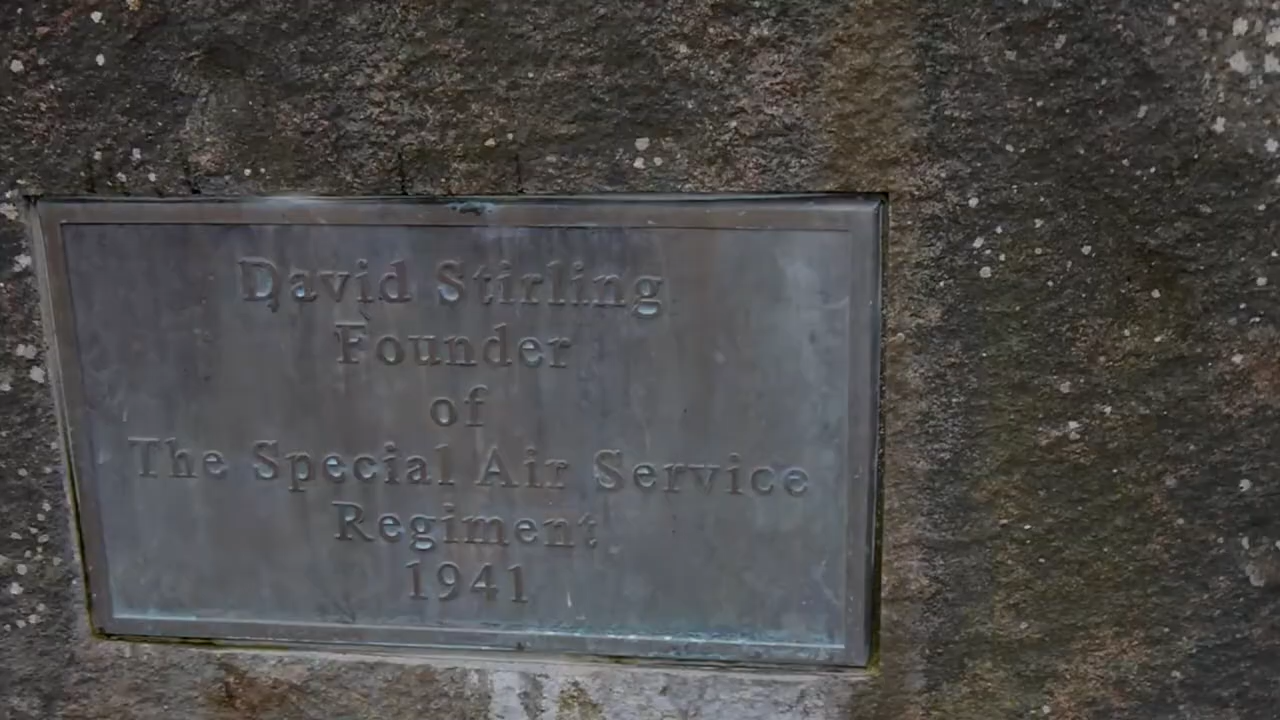 David Stirling
Founder
of
The Special Air Service
Regiment
1941